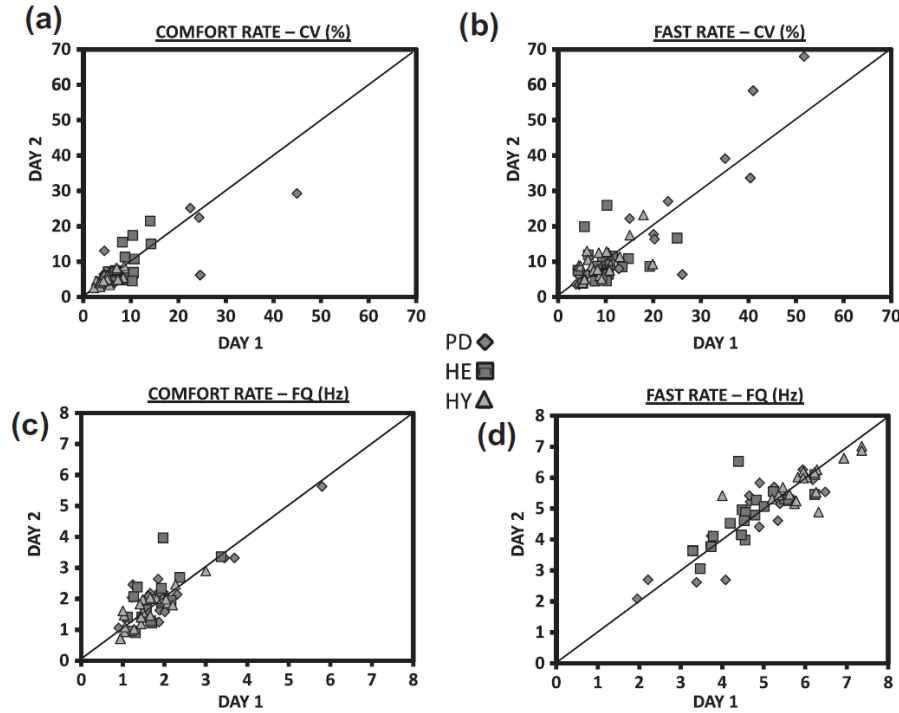 (a)
COMFORT RATE – CV (%)
70
60
50
40
30
20
10
0
DAY 2
0 10 20 30 40 50 60 70
DAY 1
(b)
FAST RATE – CV (%)
70
60
50
40
30
20
10
0
DAY 2
0 10 20 30 40 50 60 70
DAY 1
PD
HE
HY
(c)
COMFORT RATE – FQ (Hz)
8
7
6
5
4
3
2
1
0
DAY 2
0 1 2 3 4 5 6 7 8
DAY 1
(d)
FAST RATE – FQ (Hz)
8
7
6
5
4
3
2
1
0
DAY 2
0 1 2 3 4 5 6 7 8
DAY 1